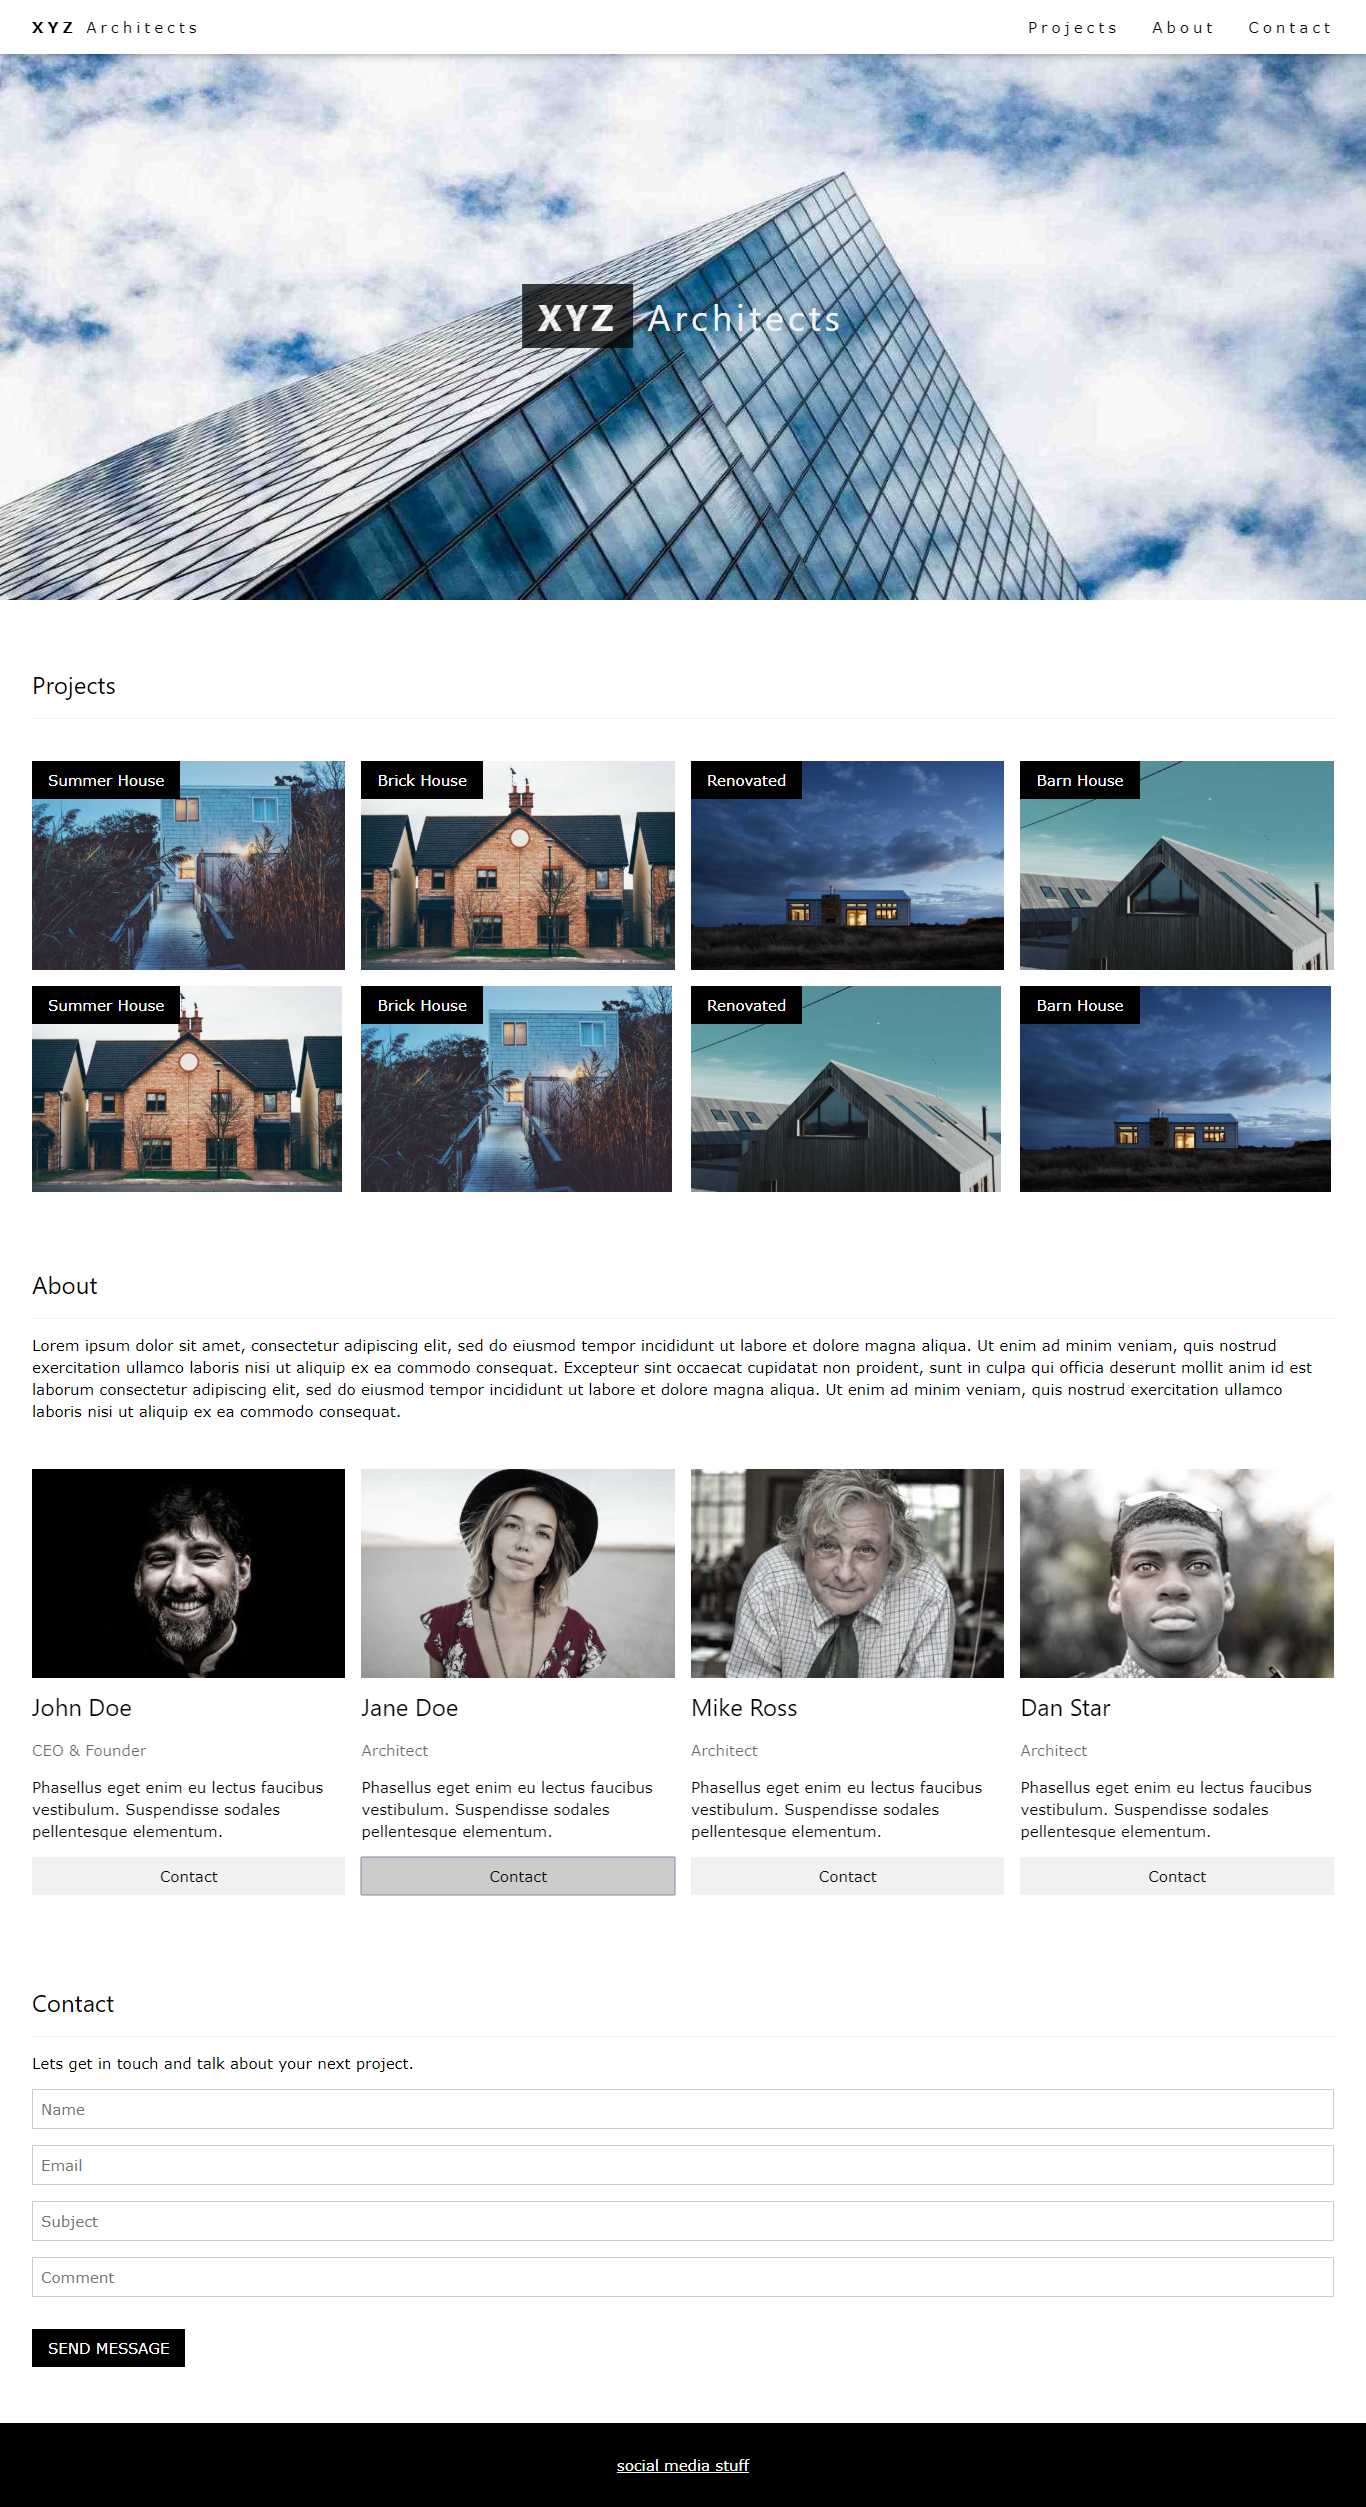 XYZ Architects
Projects About Contact
XYZ Architects
Projects
Summer House
Brick House
Renovated
Barn House
Summer House
Brick House
Renovated
Barn House
About
Lorem ipsum dolor sit amet, consectetur adipiscing elit, sed do eiusmod tempor incididunt ut labore et dolore magna aliqua. Ut enim ad minim veniam, quis nostrud
exercitation ullamco laboris nisi ut aliquip ex ea commodo consequat. Excepteur sint occaecat cupidatat non proident, sunt in culpa qui officia deserunt mollit anim id est
laborum consectetur adipiscing elit, sed do eiusmod tempor incididunt ut labore et dolore magna aliqua. Ut enim ad minim veniam, quis nostrud exercitation ullamco
laboris nisi ut aliquip ex ea commodo consequat.
John Doe
CEO & Founder
Phasellus eget enim eu lectus faucibus
vestibulum. Suspendisse sodales
pellentesque elementum.
Contact
Jane Doe
Architect
Phasellus eget enim eu lectus faucibus
vestibulum. Suspendisse sodales
pellentesque elementum.
Contact
Mike Ross
Architect
Phasellus eget enim eu lectus faucibus
vestibulum. Suspendisse sodales
pellentesque elementum.
Contact
Dan Star
Architect
Phasellus eget enim eu lectus faucibus
vestibulum. Suspendisse sodales
pellentesque elementum.
Contact
Contact
Lets get in touch and talk about your next project.
Name
Email
Subject
Comment
SEND MESSAGE
social media stuff